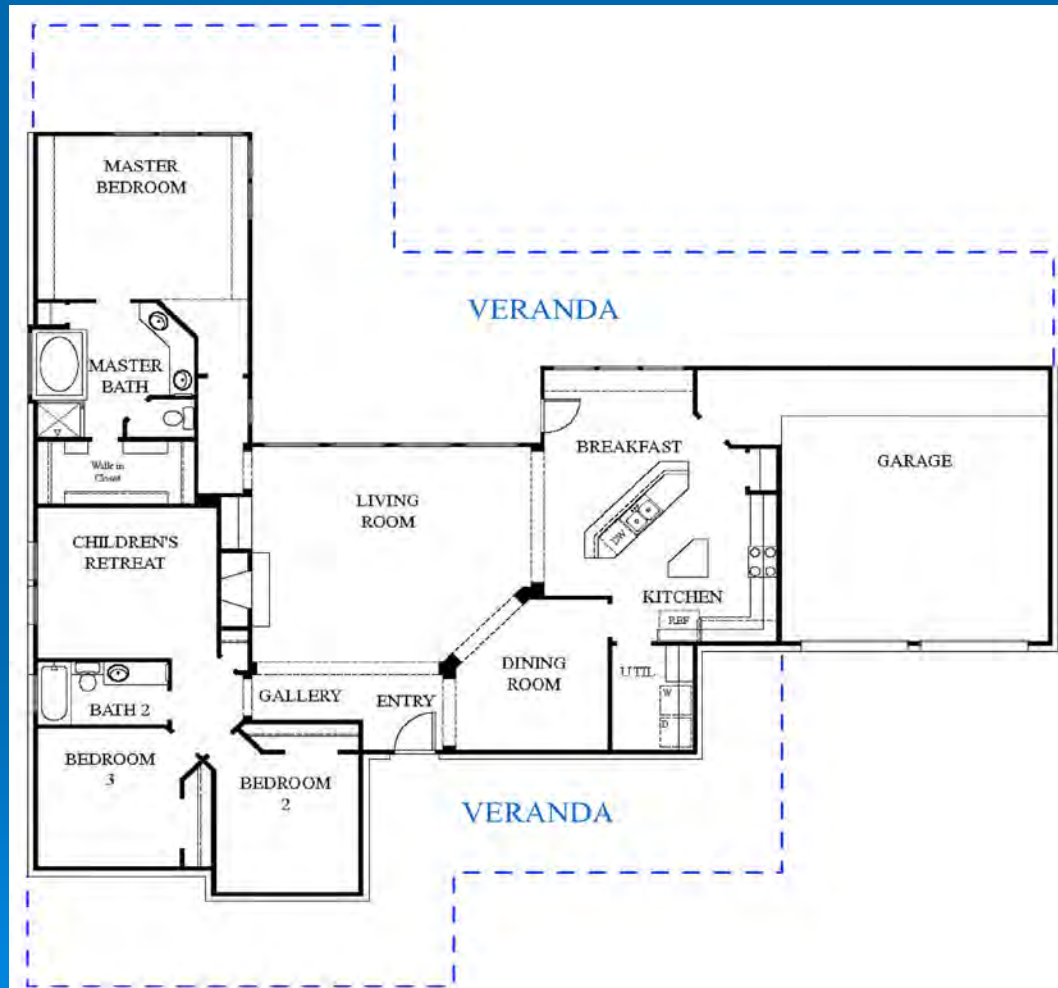 MASTER
BEDROOM
VERANDA
MASTER
BATH
BREAKFAST
GARAGE
Walk in
Closet
LIVING
ROOM
DW
CHILDREN'S
RETREAT
KITCHEN
REF
DINING
ROOM
UTIL
GALLERY
ENTRY
W
D
BATH 2
BEDROOM
3
BEDROOM
2
VERANDA